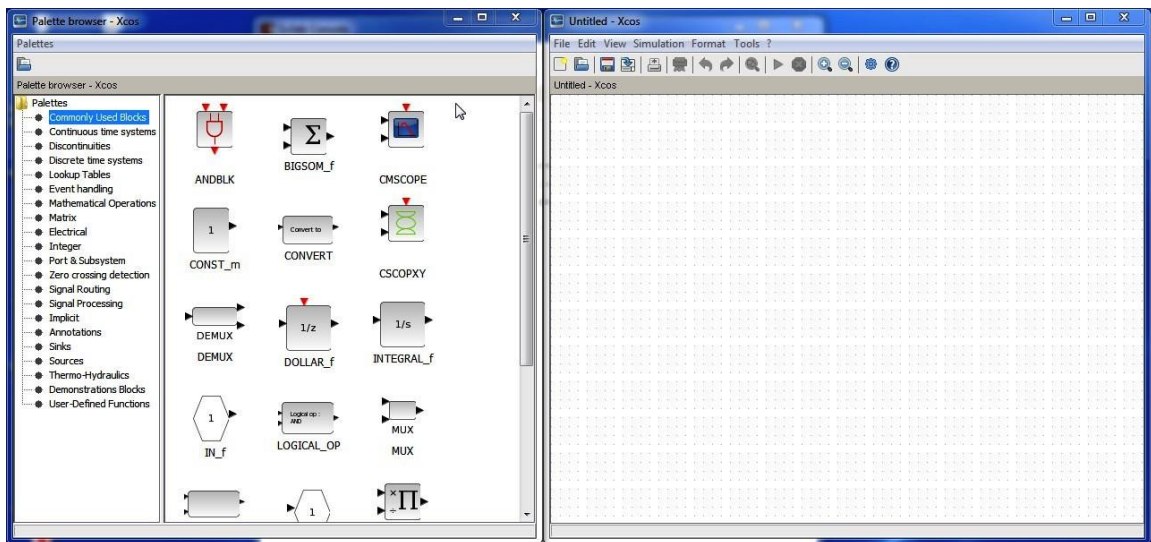 Palette browser - Xcos
Palettes
Palette browser - Xcos
Palettes
Commonly Used Blocks
Continuous time systems
Discontinuities
Discrete time systems
Lookup Tables
Event handling
Mathematical Operations
Matrix
Electrical
Integer
Port & Subsystem
Zero crossing detection
Signal Routing
Signal Processing
Implicit
Annotations
Sinks
Sources
Thermo-Hydraulics
Demonstrations Blocks
User-Defined Functions
Σ
ANDBLK BIGSOM_f CMSCOPE
1 Convert to
CONST_m CONVERT CSCOPXY
1/z 1/s
DEMUX
DEMUX DOLLAR_f INTEGRAL_f
1 Logical op :
AND
MUX
IN_f LOGICAL_OP MUX
1 × ÷ Π
Untitled - Xcos
File Edit View Simulation Format Tools ?
Untitled - Xcos